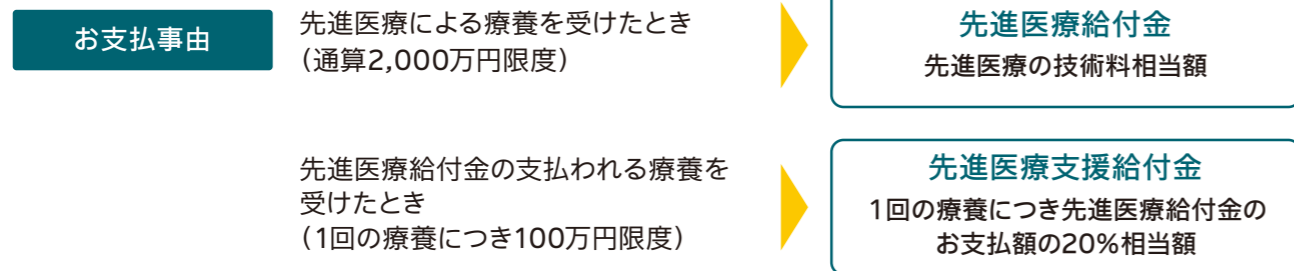 お支払事由
先進医療による療養を受けたとき
（通算2,000万円限度）
先進医療給付金
先進医療の技術料相当額
先進医療給付金の支払われる療養を
受けたとき
（1回の療養につき100万円限度）
先進医療支援給付金
1回の療養につき先進医療給付金の
お支払額の20%相当額